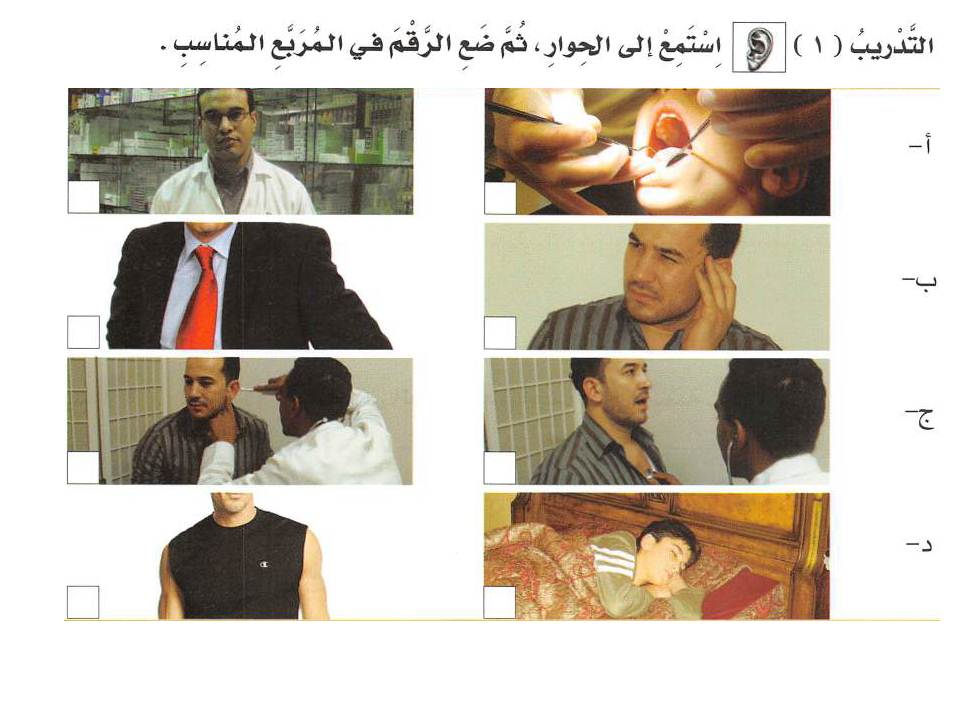 التَّدْرِيبُ ( ١ ) اِسْتَمِعْ إلى الحِوارِ، ثُمَّ ضَعِ الرَّقْمَ في المُرَبَّعِ المُناسِبِ.
أ-
ب-
ج-
د-